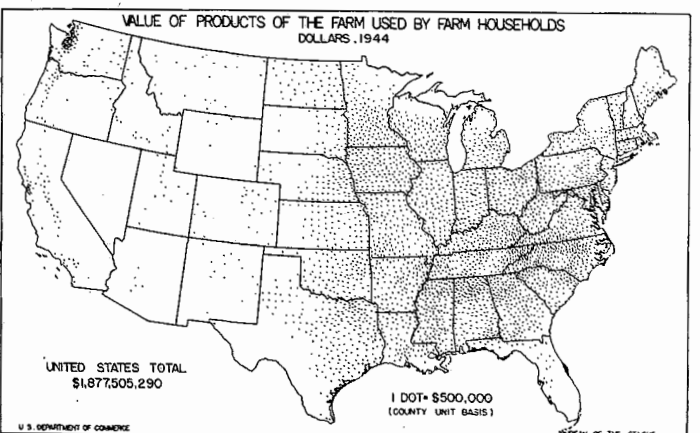 VALUE OF PRODUCTS OF THE FARM USED BY FARM HOUSEHOLDS
DOLLARS, 1944
UNITED STATES TOTAL
$1,877,505,290
1 DOT = $500,000
(COUNTY UNIT BASIS)
U S. DEPARTMENT OF COMMERCE